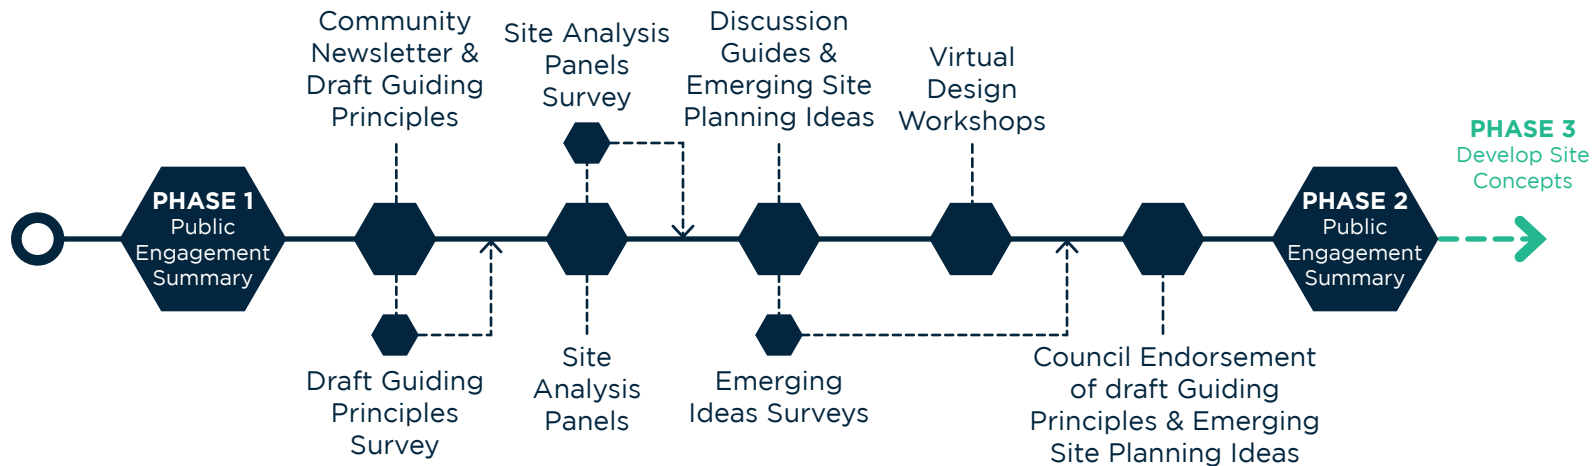 Community
Newsletter &
Draft Guiding
Principles
Site Analysis
Panels
Survey
Discussion
Guides &
Emerging Site
Planning Ideas
Virtual
Design
Workshops
PHASE 3
Develop Site
Concepts
PHASE 1
Public
Engagement
Summary
PHASE 2
Public
Engagement
Summary
Draft Guiding
Principles
Survey
Site
Analysis
Panels
Emerging
Ideas Surveys
Council Endorsement
of draft Guiding
Principles & Emerging
Site Planning Ideas